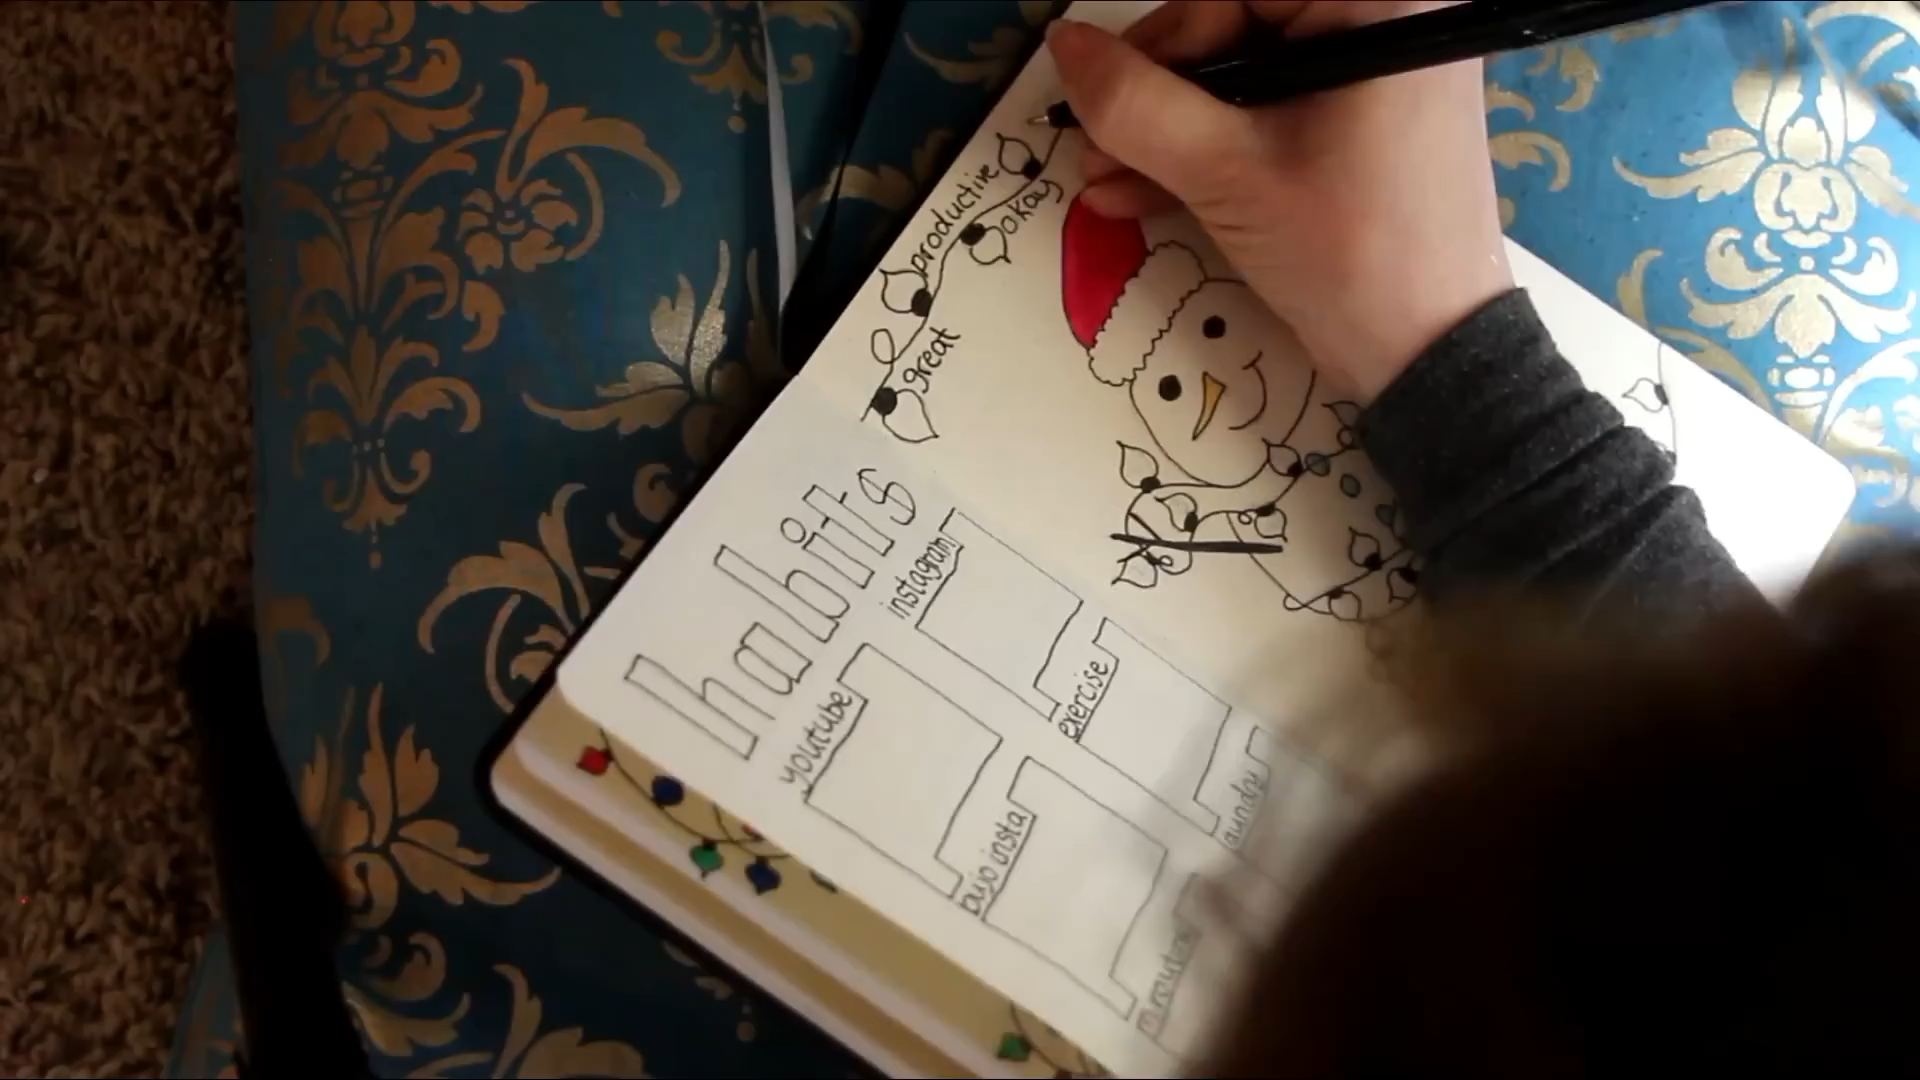 habits
youtube
instagram
bujo insta
exercise
great
productive
okay